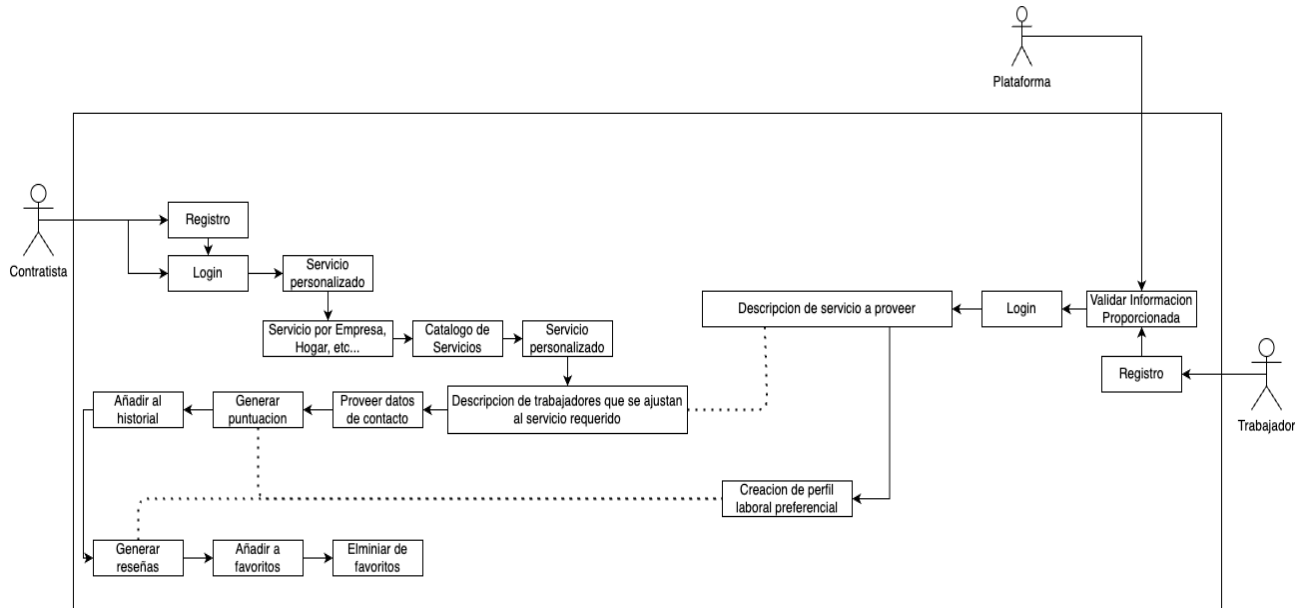 Plataforma
Contratista
Registro
Login
Servicio
personalizado
Servicio por Empresa,
Hogar, etc...
Catalogo de
Servicios
Servicio
personalizado
Descripcion de servicio a proveer
Login
Validar Informacion
Proporcionada
Registro
Trabajador
Añadir al
historial
Generar
puntuacion
Proveer datos
de contacto
Descripcion de trabajadores que se ajustan
al servicio requerido
Creacion de perfil
laboral preferencial
Generar
reseñas
Añadir a
favoritos
Elminiar de
favoritos